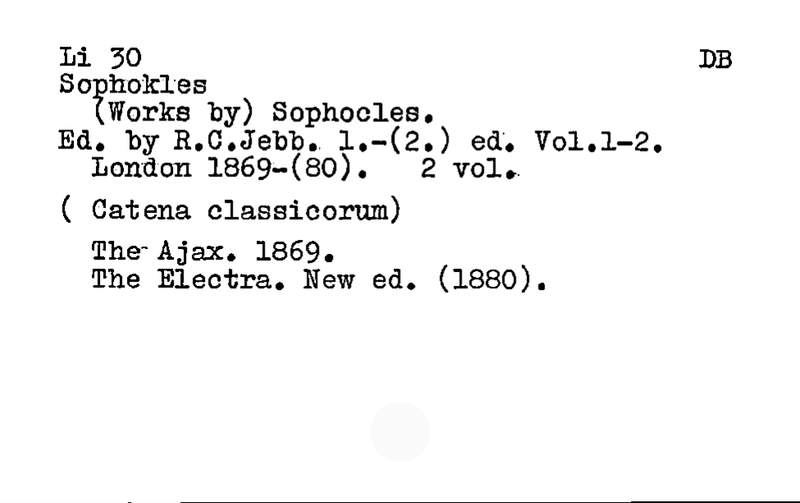 Li 30 DB
Sophokles
(Works by) Sophocles.
Ed. by R.C.Jebb. 1.-(2.) ed. Vol.1-2.
London 1869-(80). 2 vol.
( Catena classicorum)
The Ajax. 1869.
The Electra. New ed. (1880).